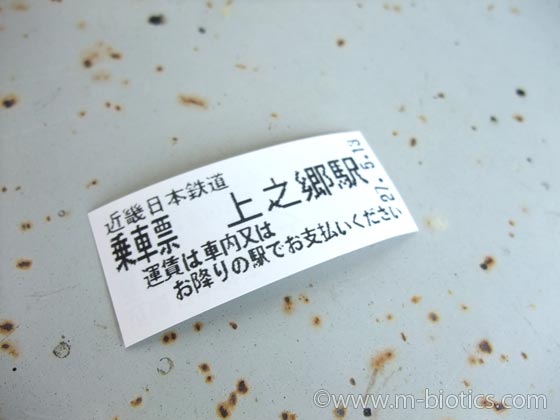 近畿日本鉄道
乗車票 上之郷駅
運賃は車内又は
お降りの駅でお支払いください
27.-5.13
©www.m-biotics.com